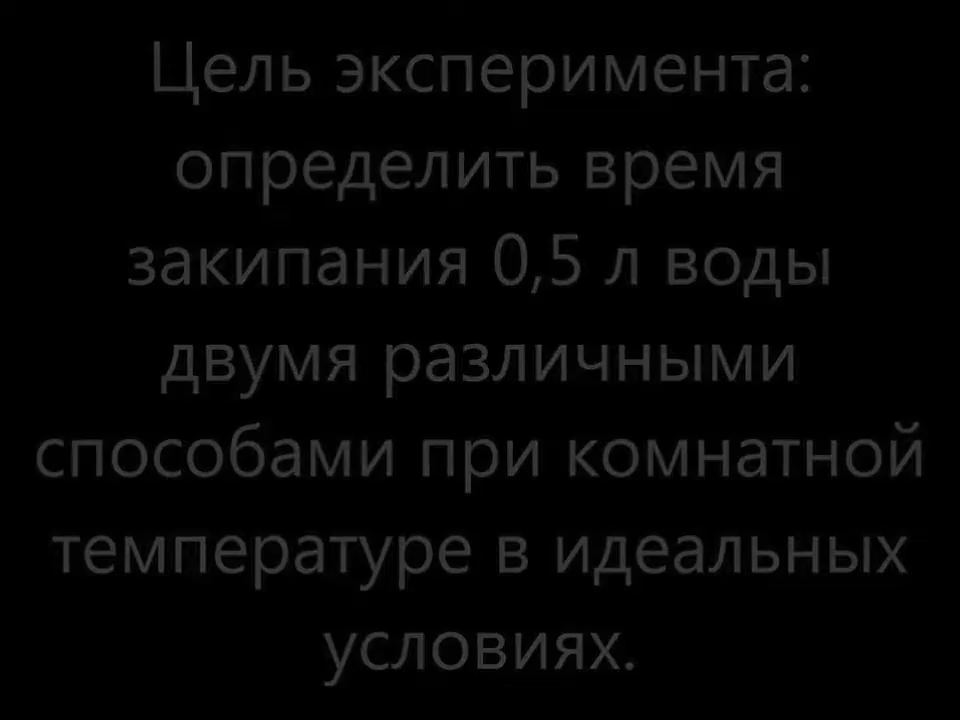 Цель эксперимента:
определить время
закипания 0,5 л воды
двумя различными
способами при комнатной
температуре в идеальных
условиях.